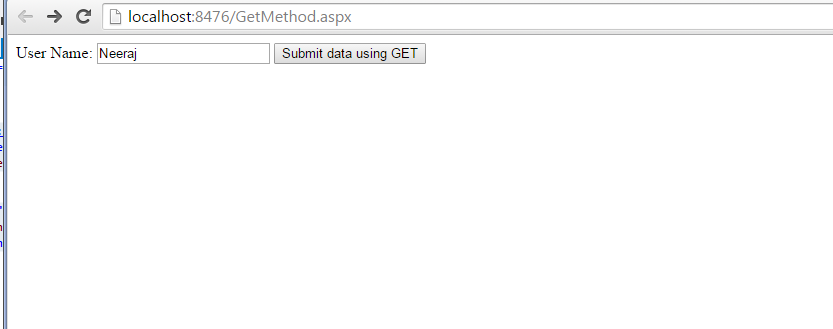 localhost:8476/GetMethod.aspx
User Name: Neeraj Submit data using GET